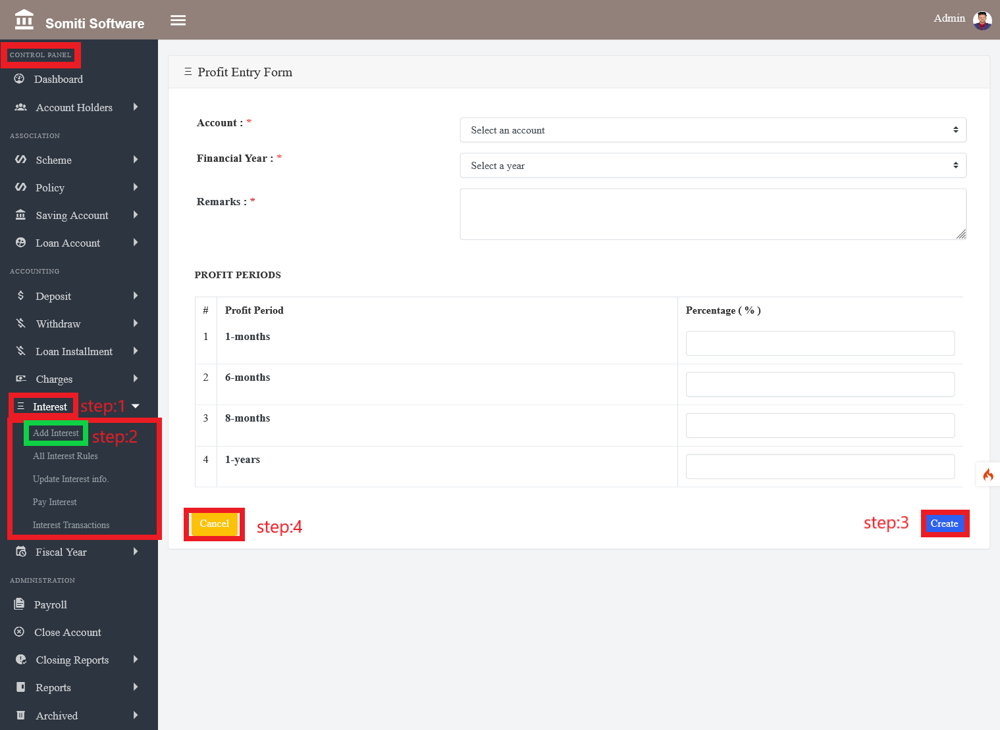 Somiti Software
Admin
CONTROL PANEL
Dashboard
Account Holders
ASSOCIATION
Scheme
Policy
Saving Account
Loan Account
ACCOUNTING
Deposit
Withdraw
Loan Installment
Charges
Interest step:1
Add Interest step:2
All Interest Rules
Update Interest info.
Pay Interest
Interest Transactions
Fiscal Year
ADMINISTRATION
Payroll
Close Account
Closing Reports
Reports
Archived
Profit Entry Form
Account : * Select an account
Financial Year : * Select a year
Remarks : *
PROFIT PERIODS
# Profit Period Percentage ( % )
1 1-months
2 6-months
3 8-months
4 1-years
Cancel step:4 step:3 Create